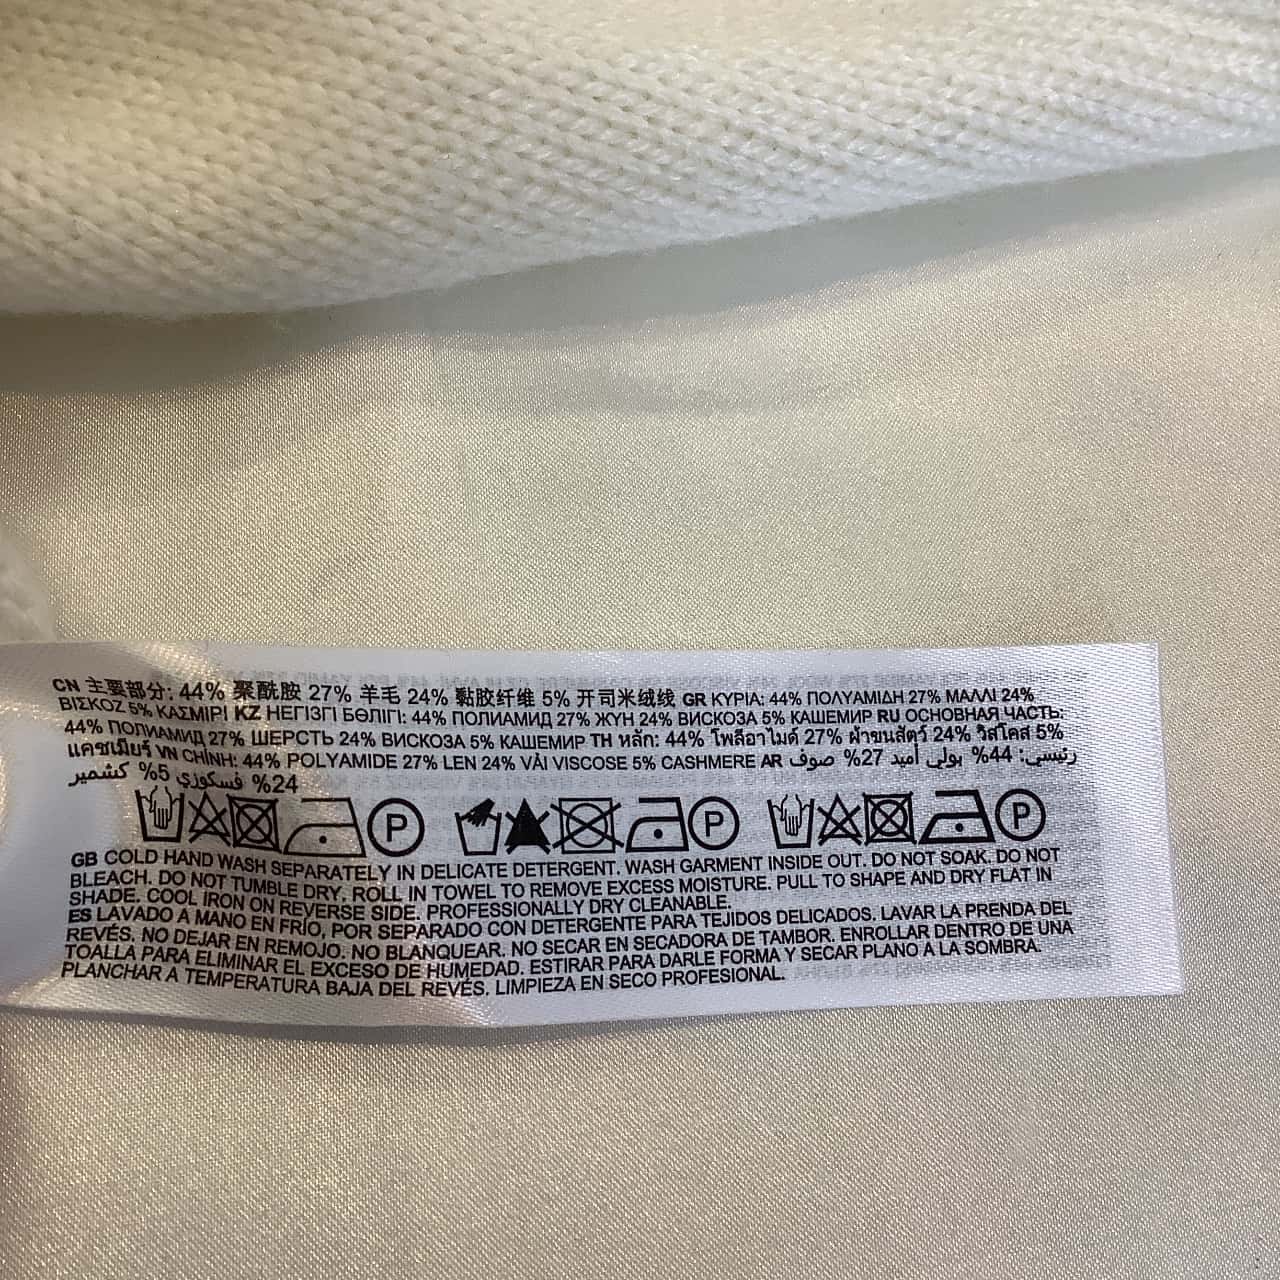 CN 主要部分: 44% 聚酰胺 27% 羊毛 24% 黏胶纤维 5% 开司米绒线 GR ΚΥΡΙΑ: 44% ΠΟΛΥΑΜΙΔΗ 27% ΜΑΛΛΙ 24%
ΒΙΣΚΟΖ 5% ΚΑΣΜΙΡΙ KZ НЕГІЗГІ БӨЛІГІ: 44% ПОЛИАМИД 27% ЖҮН 24% ВИСКОЗА 5% КАШЕМИР RU ОСНОВНАЯ ЧАСТЬ:
44% ПОЛИАМИД 27% ШЕРСТЬ 24% ВИСКОЗА 5% КАШЕМИР TH หลัก: 44% โพลีอาไมด์ 27% ผ้าขนสัตว์ 24% วิสโคส 5%
แคชเมียร์ VN CHÍNH: 44% POLYAMIDE 27% LEN 24% VẢI VISCOSE 5% CASHMERE AR رئيسي: 44% بولي أميد 27% صوف
24% فسكوزي 5% كشمير
P P P
GB COLD HAND WASH SEPARATELY IN DELICATE DETERGENT. WASH GARMENT INSIDE OUT. DO NOT SOAK. DO NOT
BLEACH. DO NOT TUMBLE DRY. ROLL IN TOWEL TO REMOVE EXCESS MOISTURE. PULL TO SHAPE AND DRY FLAT IN
SHADE. COOL IRON ON REVERSE SIDE. PROFESSIONALLY DRY CLEANABLE.
ES LAVADO A MANO EN FRÍO, POR SEPARADO CON DETERGENTE PARA TEJIDOS DELICADOS. LAVAR LA PRENDA DEL
REVÉS. NO DEJAR EN REMOJO. NO BLANQUEAR. NO SECAR EN SECADORA DE TAMBOR. ENROLLAR DENTRO DE UNA
TOALLA PARA ELIMINAR EL EXCESO DE HUMEDAD. ESTIRAR PARA DARLE FORMA Y SECAR PLANO A LA SOMBRA.
PLANCHAR A TEMPERATURA BAJA DEL REVÉS. LIMPIEZA EN SECO PROFESIONAL.